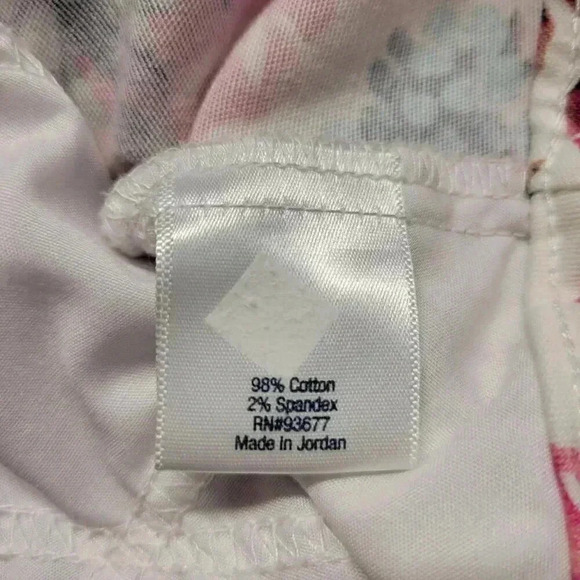 98% Cotton
2% Spandex
RN#93677
Made In Jordan